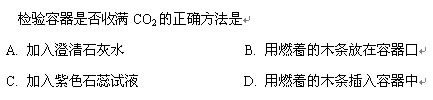 检验容器是否收满 CO2 的正确方法是
A. 加入澄清石灰水 B. 用燃着的木条放在容器口
C. 加入紫色石蕊试液 D. 用燃着的木条插入容器中